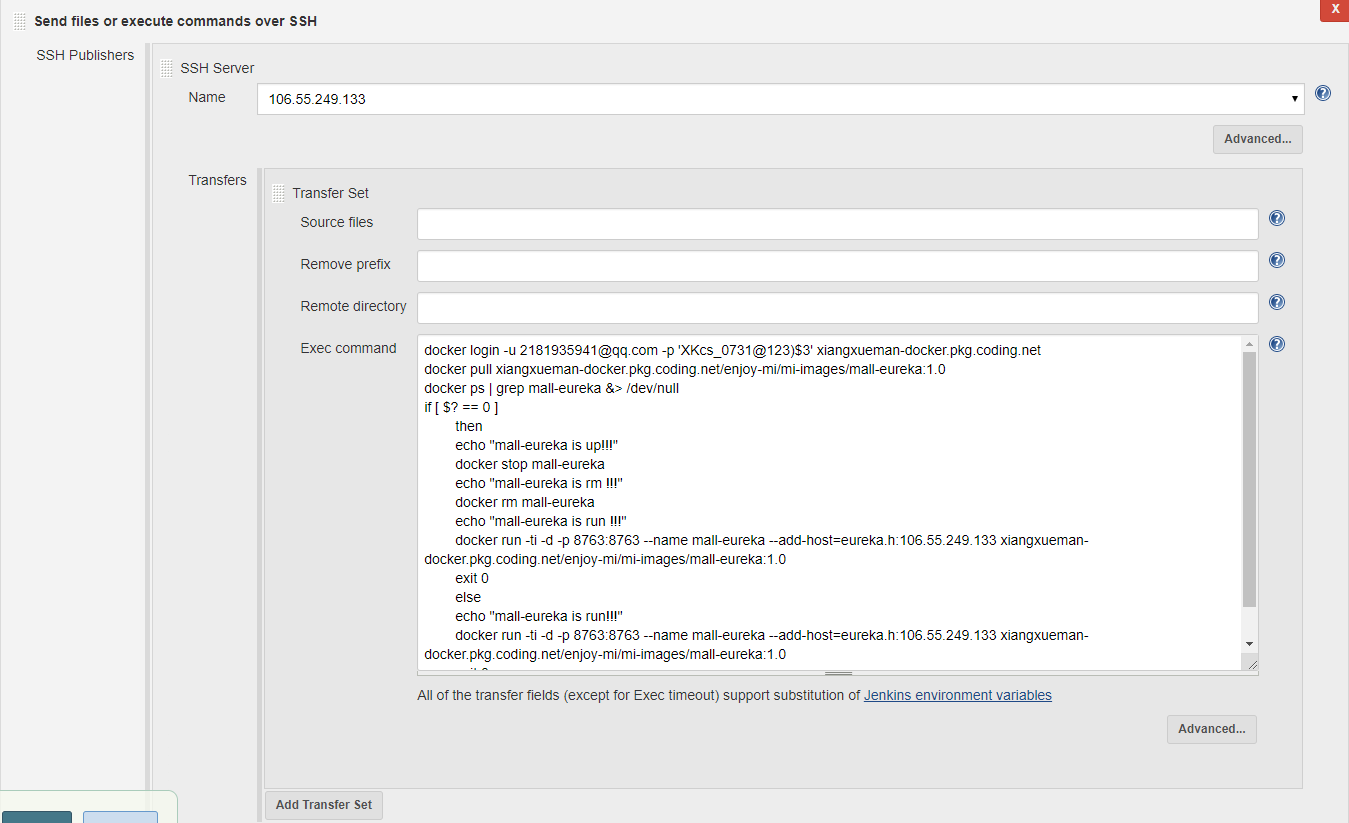 Send files or execute commands over SSH
X
SSH Publishers
SSH Server
Name
106.55.249.133
Advanced...
Transfers
Transfer Set
Source files
Remove prefix
Remote directory
Exec command
docker login -u 2181935941@qq.com -p 'XKcs_0731@123)$3' xiangxueman-docker.pkg.coding.net
docker pull xiangxueman-docker.pkg.coding.net/enjoy-mi/mi-images/mall-eureka:1.0
docker ps | grep mall-eureka &> /dev/null
if [ $? == 0 ]
then
echo "mall-eureka is up!!!"
docker stop mall-eureka
echo "mall-eureka is rm !!!"
docker rm mall-eureka
echo "mall-eureka is run !!!"
docker run -ti -d -p 8763:8763 --name mall-eureka --add-host=eureka.h:106.55.249.133 xiangxueman-
docker.pkg.coding.net/enjoy-mi/mi-images/mall-eureka:1.0
exit 0
else
echo "mall-eureka is run!!!"
docker run -ti -d -p 8763:8763 --name mall-eureka --add-host=eureka.h:106.55.249.133 xiangxueman-
docker.pkg.coding.net/enjoy-mi/mi-images/mall-eureka:1.0
All of the transfer fields (except for Exec timeout) support substitution of Jenkins environment variables
Advanced...
Add Transfer Set